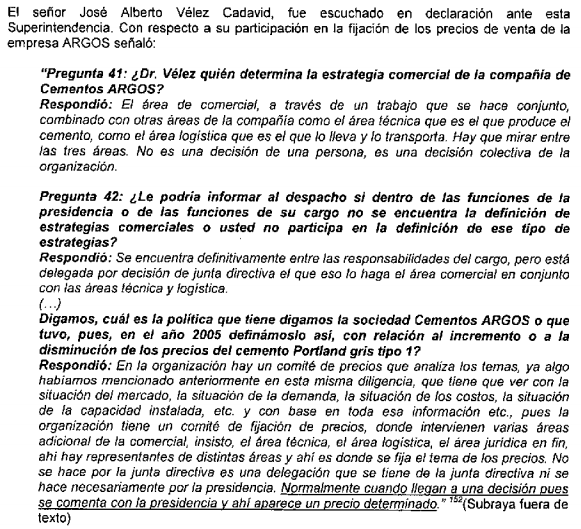 El señor José Alberto Vélez Cadavid, fue escuchado en declaración ante esta
Superintendencia. Con respecto a su participación en la fijación de los precios de venta de la
empresa ARGOS señaló:
"Pregunta 41: ¿Dr. Vélez quién determina la estrategia comercial de la compañía de
Cementos ARGOS?
Respondió: El área de comercial, a través de un trabajo que se hace conjunto,
combinado con otras áreas de la compañía como el área técnica que es el que produce el
cemento, como el área logística que es el que lo lleva y lo transporta. Hay que mirar entre
las tres áreas. No es una decisión de una persona, es una decisión colectiva de la
organización.
Pregunta 42: ¿Le podría informar al despacho si dentro de las funciones de la
presidencia o de las funciones de su cargo no se encuentra la definición de
estrategias comerciales o usted no participa en la definición de ese tipo de
estrategias?
Respondió: Se encuentra definitivamente entre las responsabilidades del cargo, pero está
delegada por decisión de junta directiva el que eso lo haga el área comercial en conjunto
con las áreas técnica y logística.
(...)
Digamos, cuál es la política que tiene digamos la sociedad Cementos ARGOS o que
tuvo, pues, en el año 2005 definámoslo así, con relación al incremento o a la
disminución de los precios del cemento Portland gris tipo 1?
Respondió: En la organización hay un comité de precios que analiza los temas, ya algo
habíamos mencionado anteriormente en esta misma diligencia, que tiene que ver con la
situación del mercado, la situación de la demanda, la situación de los costos, la situación
de la capacidad instalada, etc. y con base en toda esa información etc., pues la
organización tiene un comité de fijación de precios, donde intervienen varias áreas
adicional de la comercial, insisto, el área técnica, el área logística, el área jurídica en fin,
ahí hay representantes de distintas áreas y ahí es donde se fija el tema de los precios. No
se hace por la junta directiva es una delegación que se tiene de la junta directiva ni se
hace necesariamente por la presidencia. Normalmente cuando llegan a una decisión pues
se comenta con la presidencia y ahí aparece un precio determinado." 152(Subraya fuera de
texto)